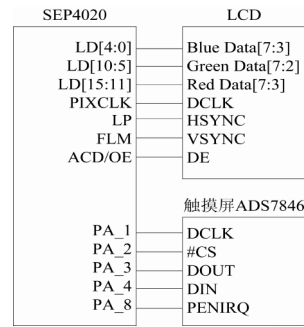 SEP4020 LCD
LD[4:0] Blue Data[7:3]
LD[10:5] Green Data[7:2]
LD[15:11] Red Data[7:3]
PIXCLK DCLK
LP HSYNC
FLM VSYNC
ACD/OE DE
触摸屏ADS7846
PA_1 DCLK
PA_2 #CS
PA_3 DOUT
PA_4 DIN
PA_8 PENIRQ